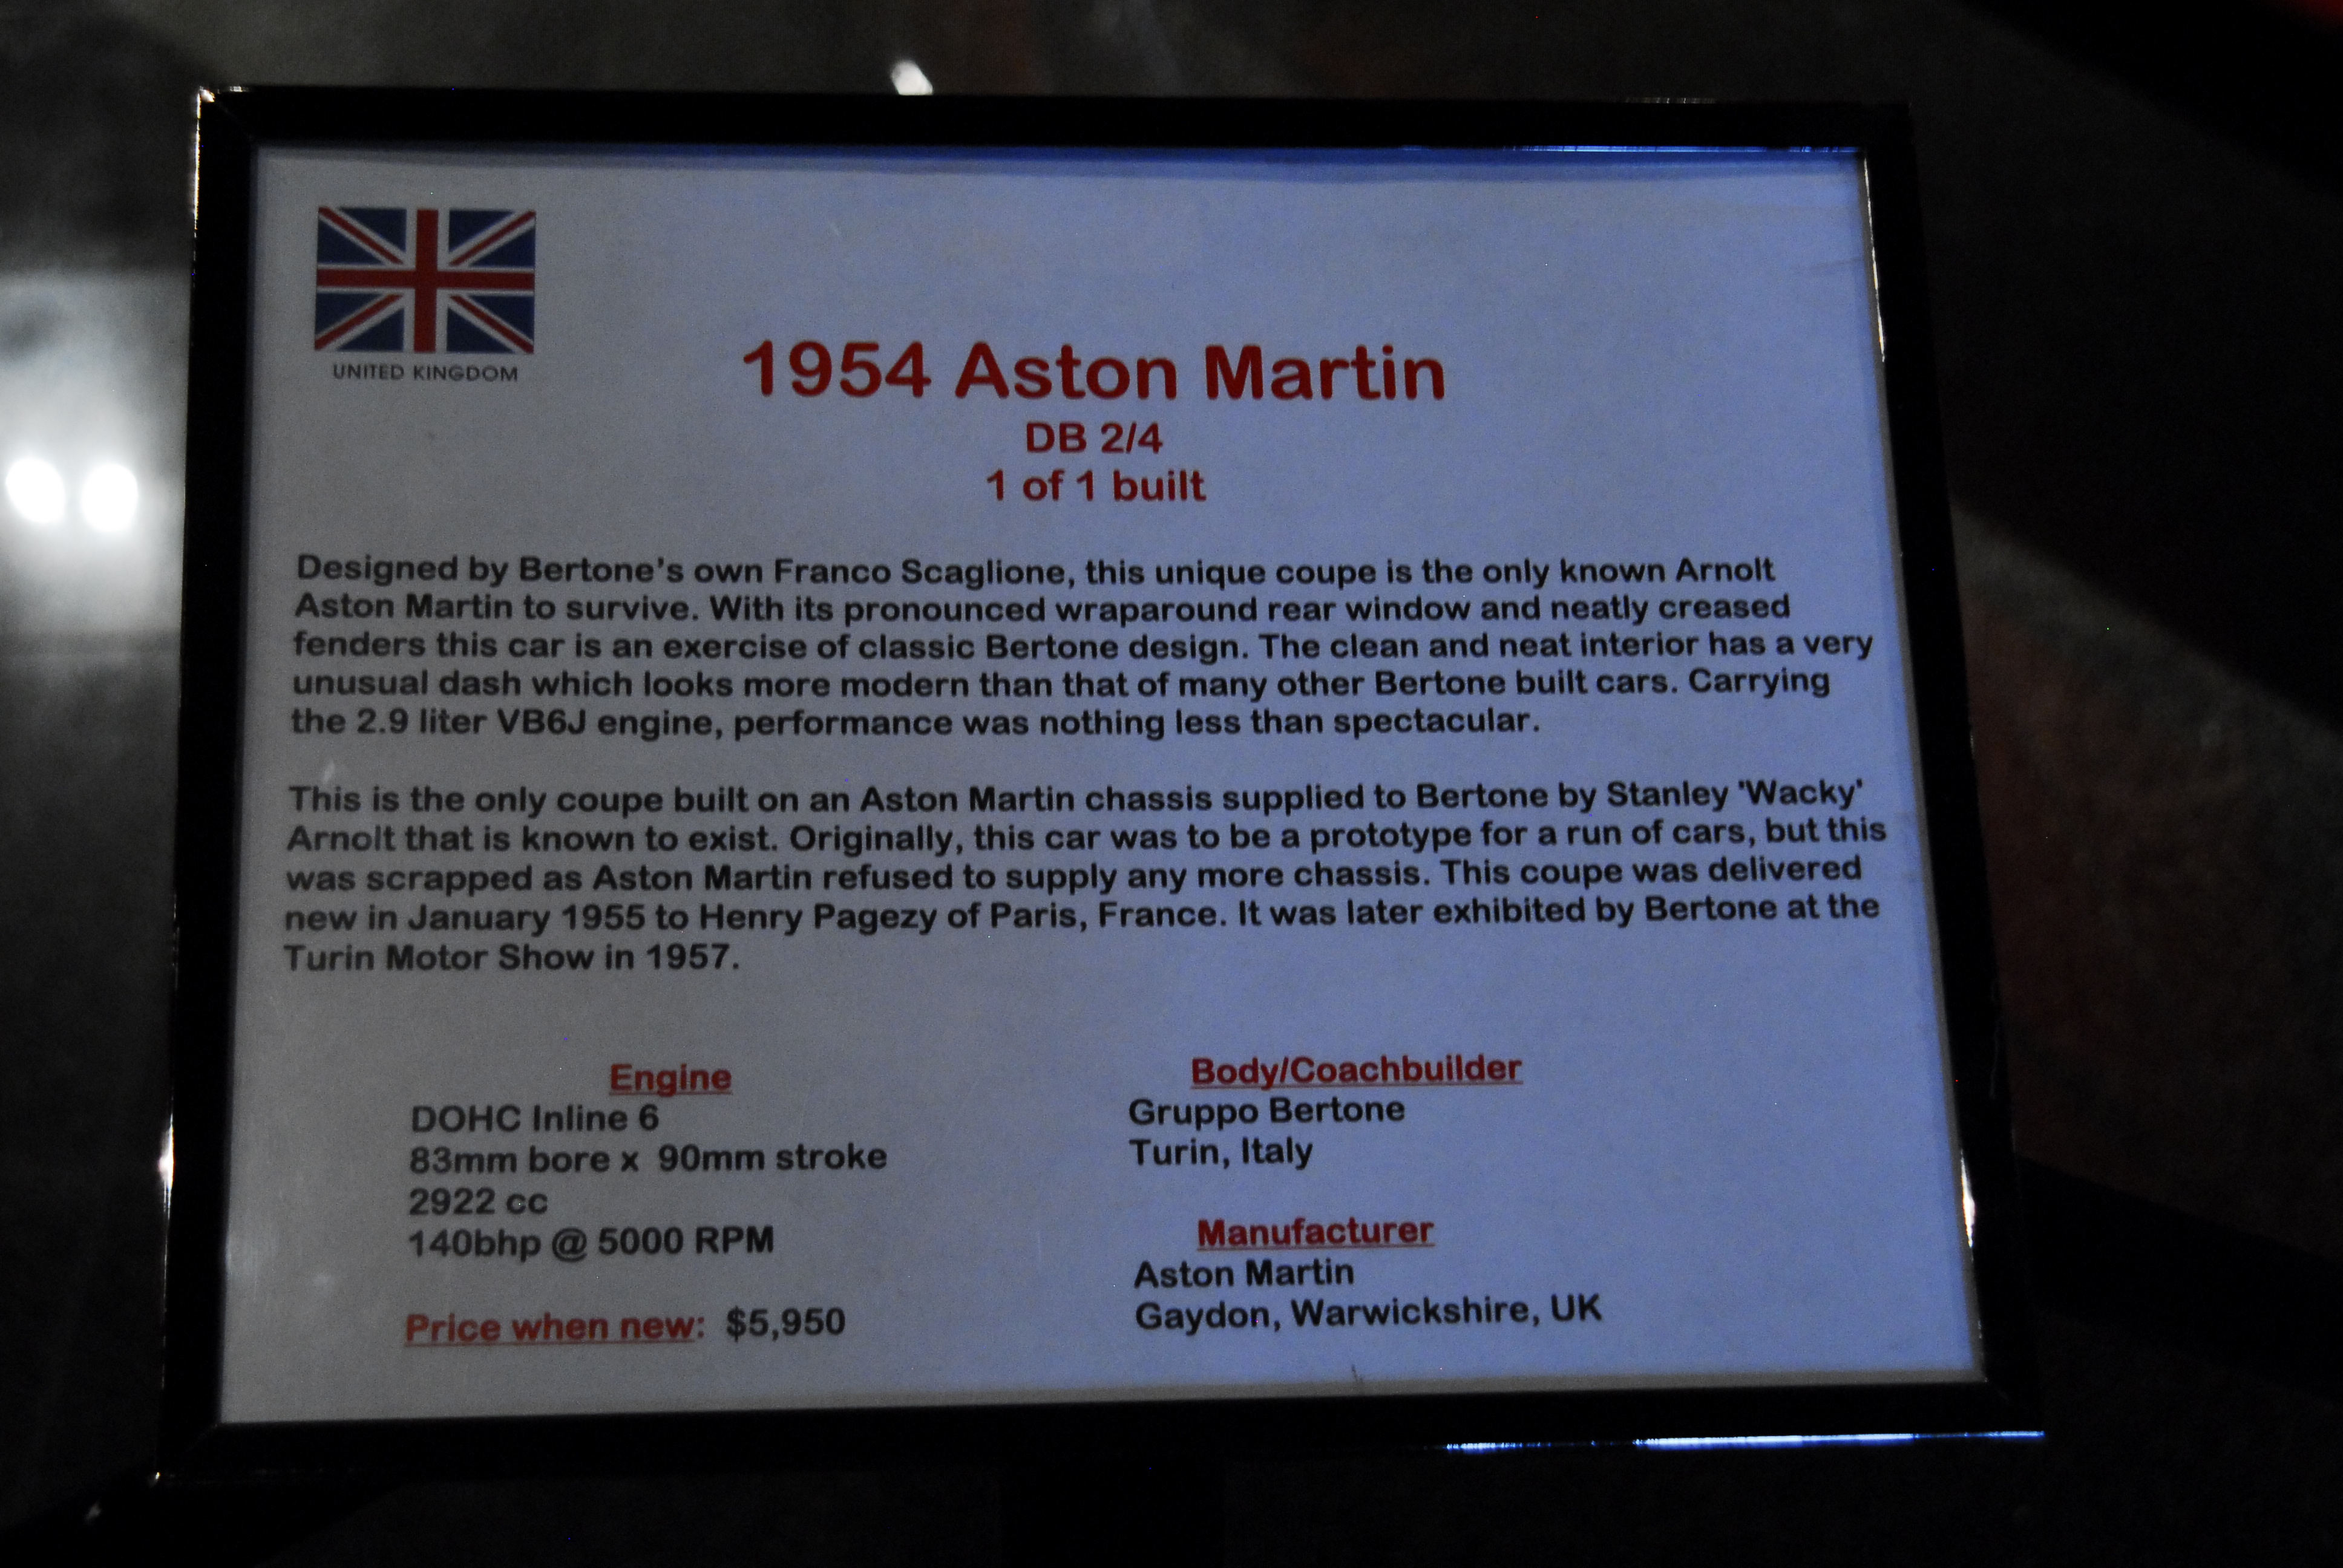 UNITED KINGDOM
1954 Aston Martin
DB 2/4
1 of 1 built
Designed by Bertone's own Franco Scaglione, this unique coupe is the only known Arnolt
Aston Martin to survive. With its pronounced wraparound rear window and neatly creased
fenders this car is an exercise of classic Bertone design. The clean and neat interior has a very
unusual dash which looks more modern than that of many other Bertone built cars. Carrying
the 2.9 liter VB6J engine, performance was nothing less than spectacular.
This is the only coupe built on an Aston Martin chassis supplied to Bertone by Stanley 'Wacky'
Arnolt that is known to exist. Originally, this car was to be a prototype for a run of cars, but this
was scrapped as Aston Martin refused to supply any more chassis. This coupe was delivered
new in January 1955 to Henry Pagezy of Paris, France. It was later exhibited by Bertone at the
Turin Motor Show in 1957.
Engine
DOHC Inline 6
83mm bore x 90mm stroke
2922 cc
140bhp @ 5000 RPM
Price when new: $5,950
Body/Coachbuilder
Gruppo Bertone
Turin, Italy
Manufacturer
Aston Martin
Gaydon, Warwickshire, UK